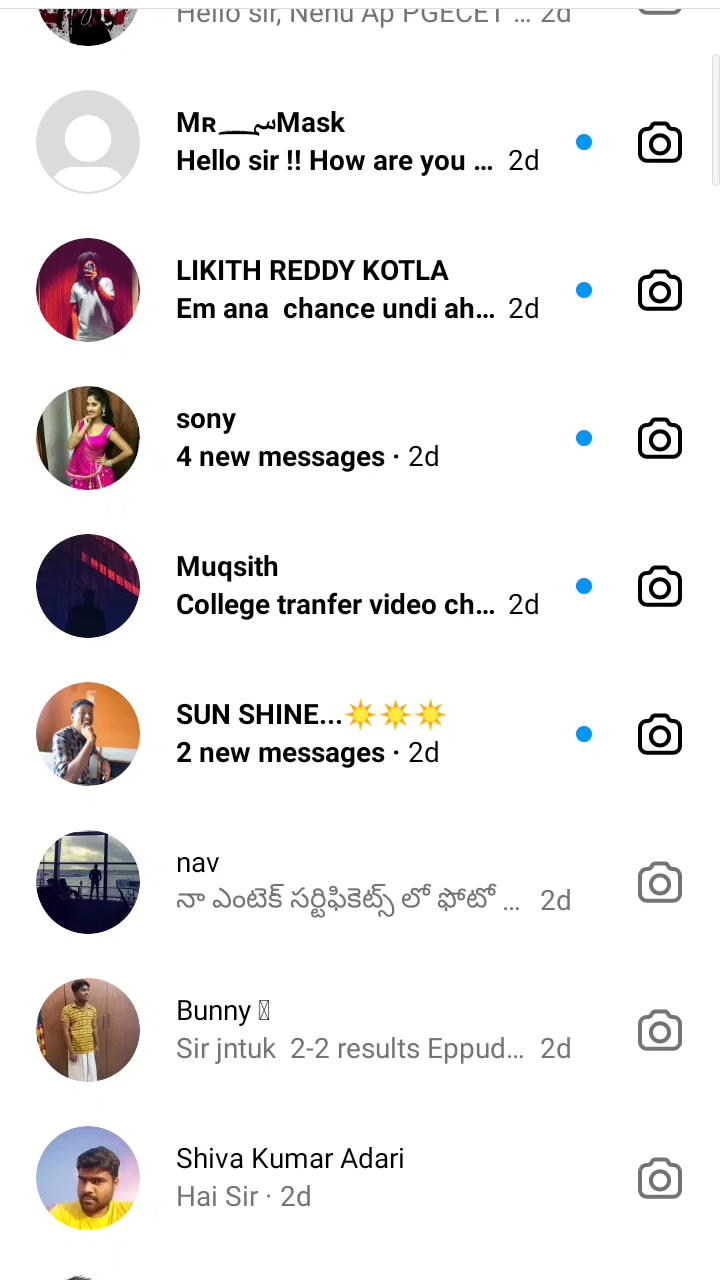 Hello sir, Nenu Ap PGECET ... 2d
Mʀ؁Mask
Hello sir !! How are you ... 2d
LIKITH REDDY KOTLA
Em ana  chance undi ah... 2d
sony
4 new messages · 2d
Muqsith
College tranfer video ch... 2d
SUN SHINE...☀️☀️☀️
2 new messages · 2d
nav
నా ఎంటెక్ సర్టిఫికెట్స్ లో ఫోటో ... 2d
Bunny
Sir jntuk  2-2 results Eppud... 2d
Shiva Kumar Adari
Hai Sir · 2d